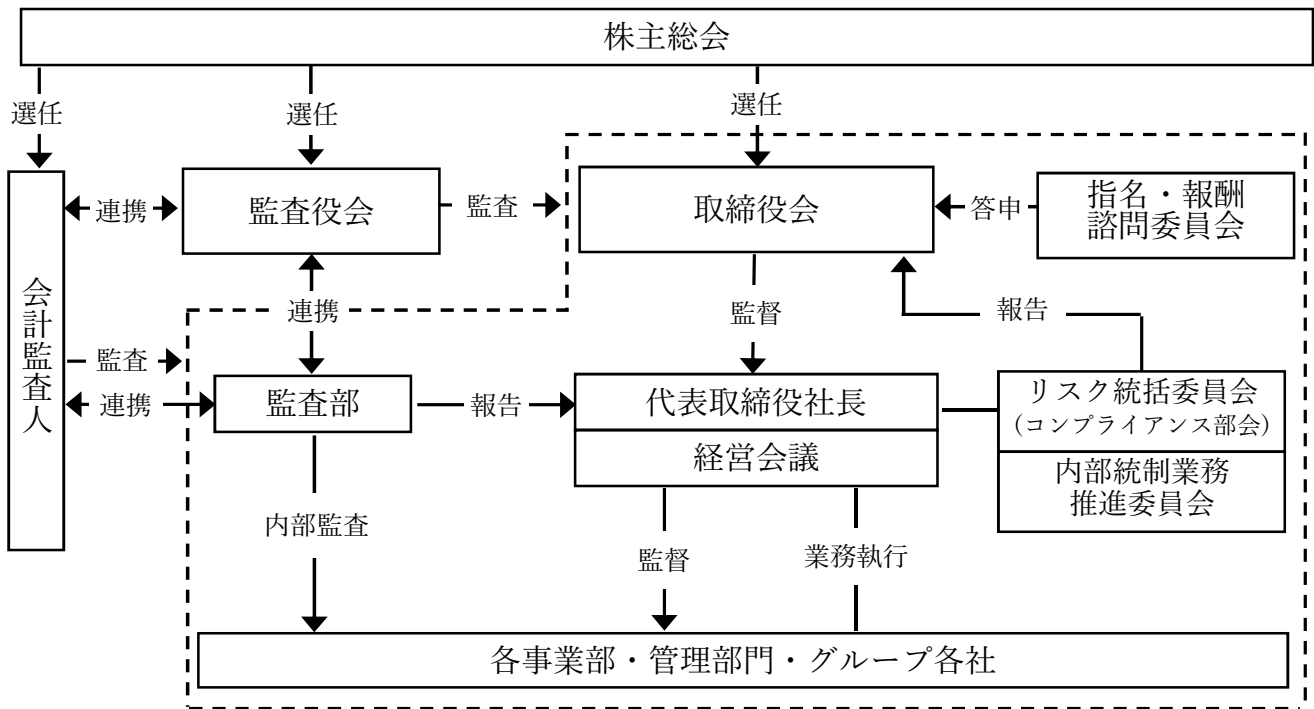 株主総会
選任
選任
選任
会計監査人
連携
監査役会
監査
取締役会
答申
指名・報酬
諮問委員会
連携
監督
報告
監査
連携
監査部
報告
代表取締役社長
経営会議
リスク統括委員会
(コンプライアンス部会)
内部統制業務
推進委員会
内部監査
監督
業務執行
各事業部・管理部門・グループ各社